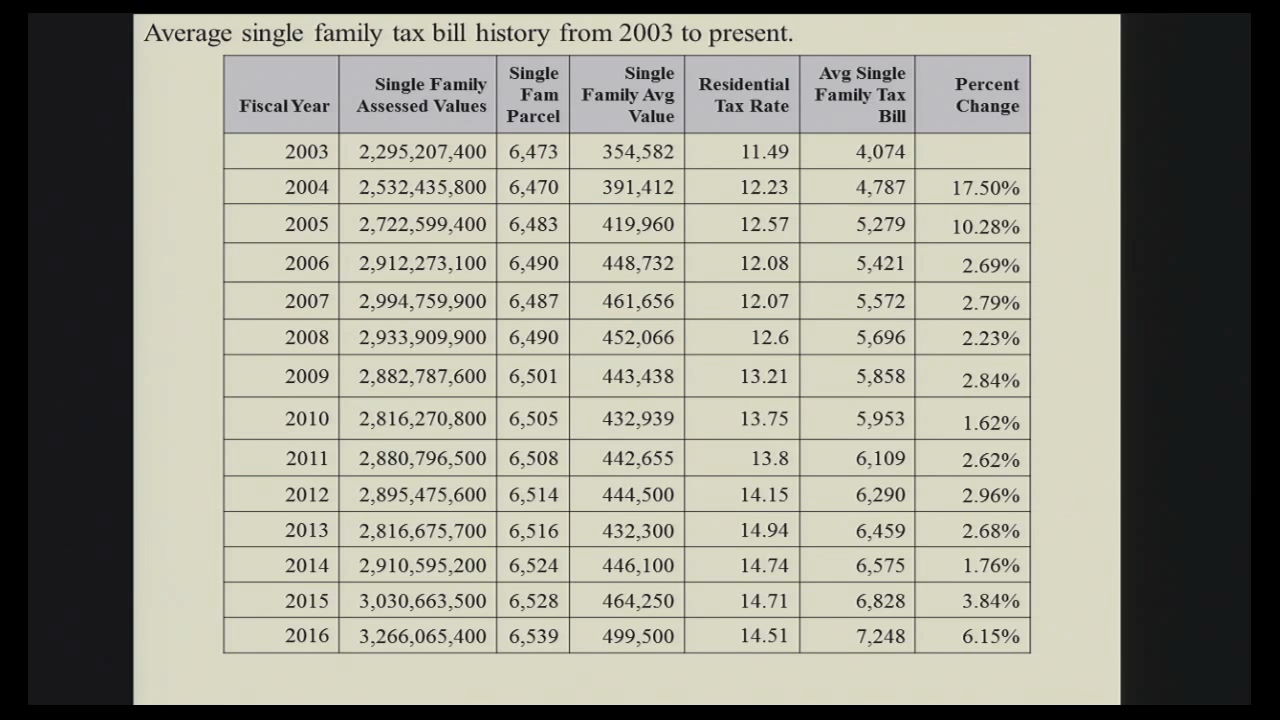 Average single family tax bill history from 2003 to present.
Fiscal Year Single Family Assessed Values Single Fam Parcel Single Family Avg Value Residential Tax Rate Avg Single Family Tax Bill Percent Change
2003 2,295,207,400 6,473 354,582 11.49 4,074
2004 2,532,435,800 6,470 391,412 12.23 4,787 17.50%
2005 2,722,599,400 6,483 419,960 12.57 5,279 10.28%
2006 2,912,273,100 6,490 448,732 12.08 5,421 2.69%
2007 2,994,759,900 6,487 461,656 12.07 5,572 2.79%
2008 2,933,909,900 6,490 452,066 12.6 5,696 2.23%
2009 2,882,787,600 6,501 443,438 13.21 5,858 2.84%
2010 2,816,270,800 6,505 432,939 13.75 5,953 1.62%
2011 2,880,796,500 6,508 442,655 13.8 6,109 2.62%
2012 2,895,475,600 6,514 444,500 14.15 6,290 2.96%
2013 2,816,675,700 6,516 432,300 14.94 6,459 2.68%
2014 2,910,595,200 6,524 446,100 14.74 6,575 1.76%
2015 3,030,663,500 6,528 464,250 14.71 6,828 3.84%
2016 3,266,065,400 6,539 499,500 14.51 7,248 6.15%